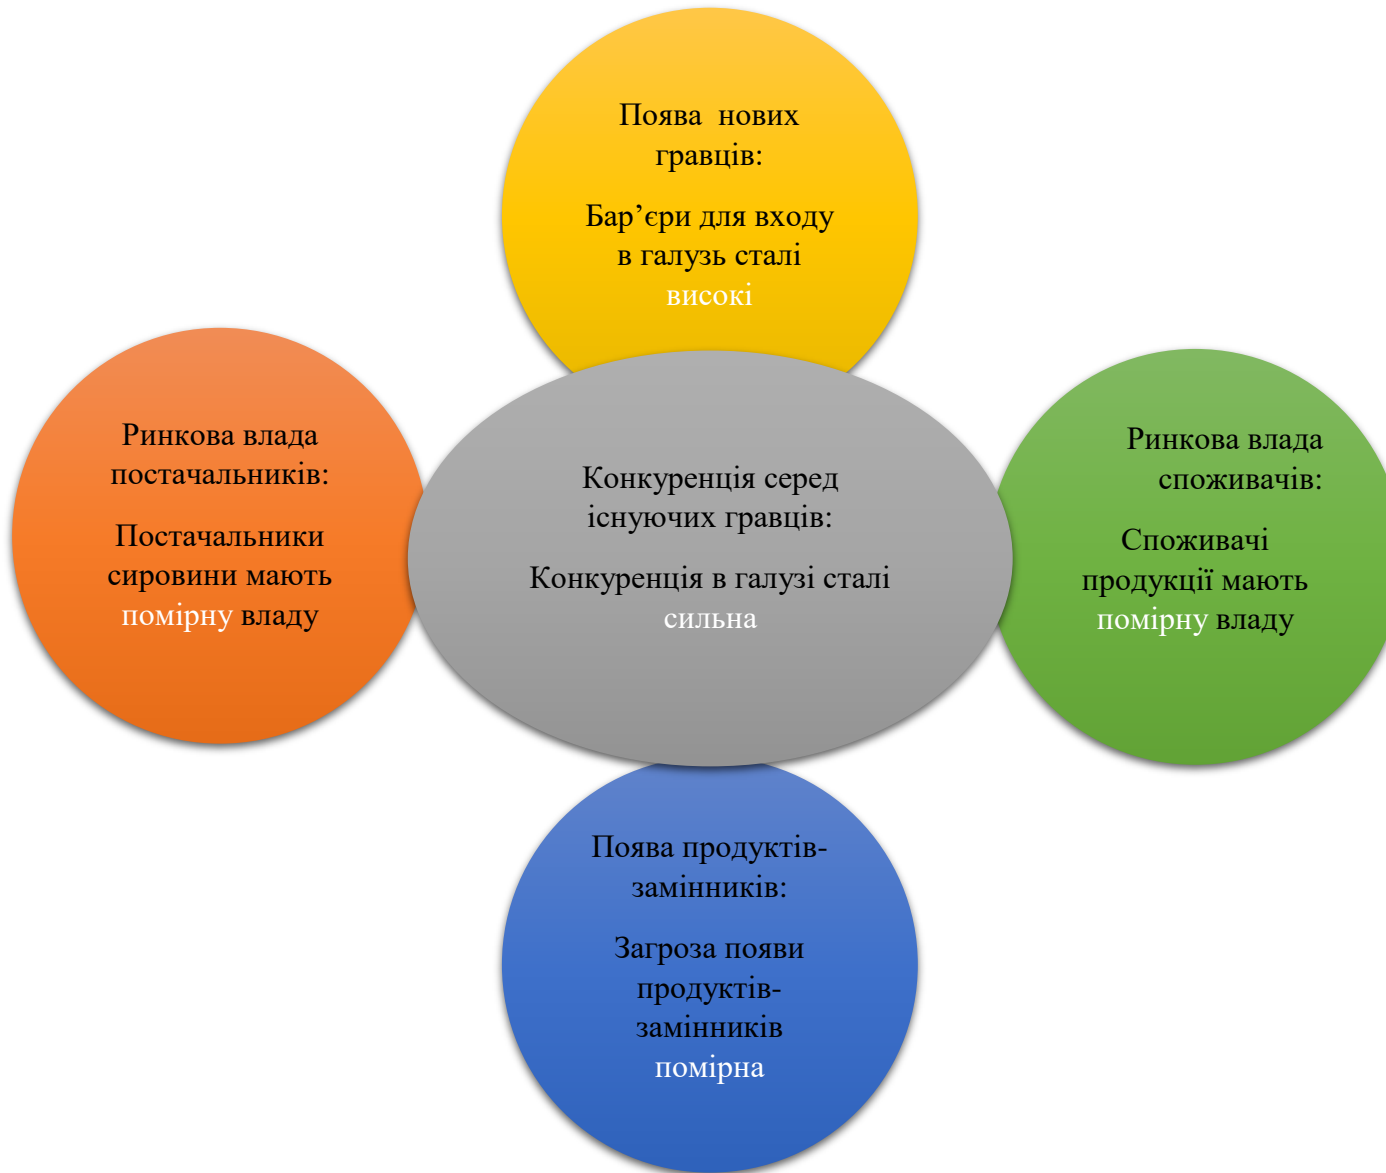 Поява  нових
гравців:
Бар’єри для входу
в галузь сталі
високі
Ринкова влада
постачальників:
Постачальники
сировини мають
помірну владу
Конкуренція серед
існуючих гравців:
Конкуренція в галузі сталі
сильна
Ринкова влада
споживачів:
Споживачі
продукції мають
помірну владу
Поява продуктів-
замінників:
Загроза появи
продуктів-
замінників
помірна